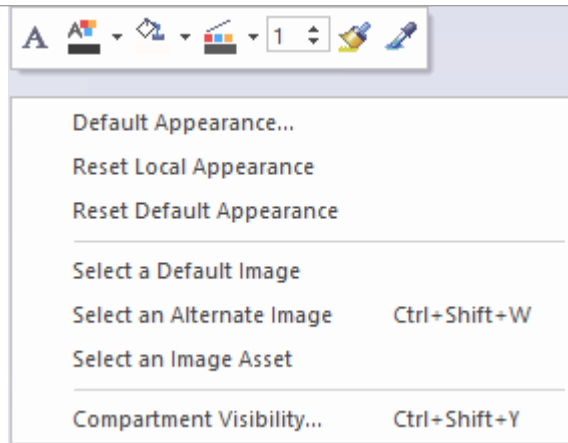 A A 1
Default Appearance...
Reset Local Appearance
Reset Default Appearance
Select a Default Image
Select an Alternate Image Ctrl+Shift+W
Select an Image Asset
Compartment Visibility... Ctrl+Shift+Y